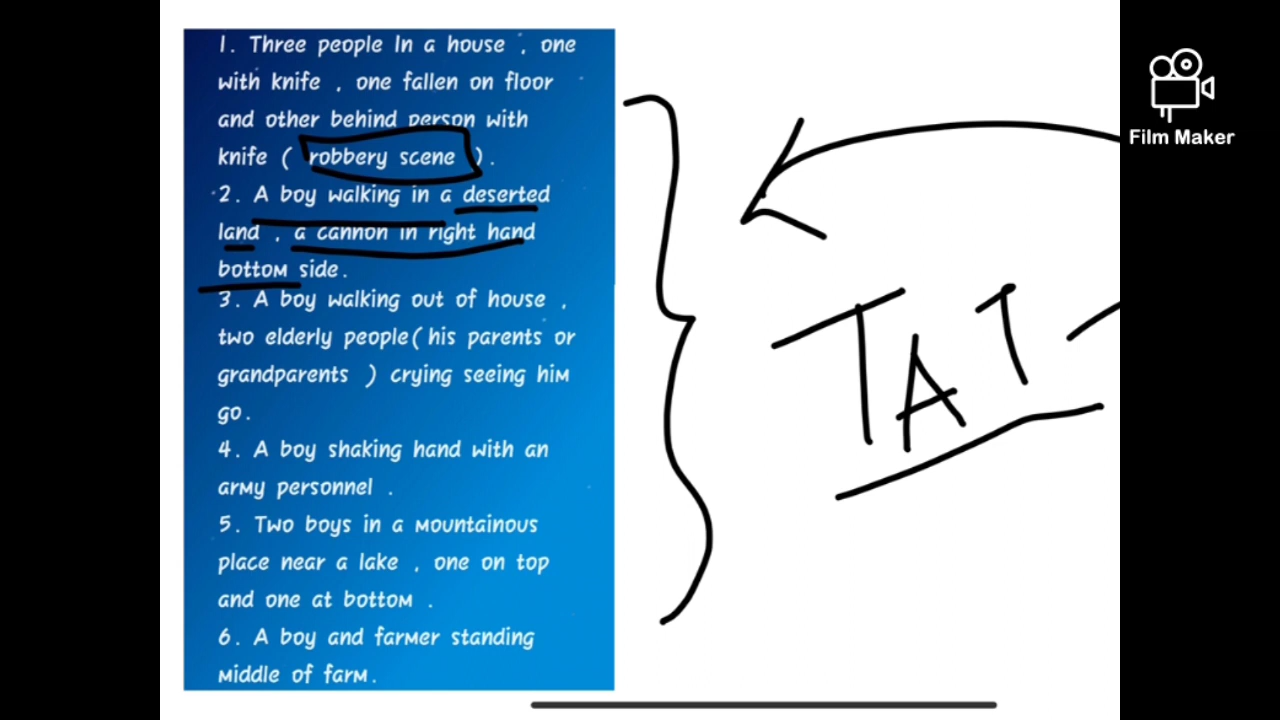 1. Three people In a house , one
with knife , one fallen on floor
and other behind person with
knife ( robbery scene ) .
2. A boy walking in a deserted
land , a cannon in right hand
bottom side.
3. A boy walking out of house ,
two elderly people( his parents or
grandparents ) crying seeing him
go.
4. A boy shaking hand with an
army personnel .
5. Two boys in a mountainous
place near a lake , one on top
and one at bottom .
6. A boy and farmer standing
middle of farm.
TAT
Film Maker